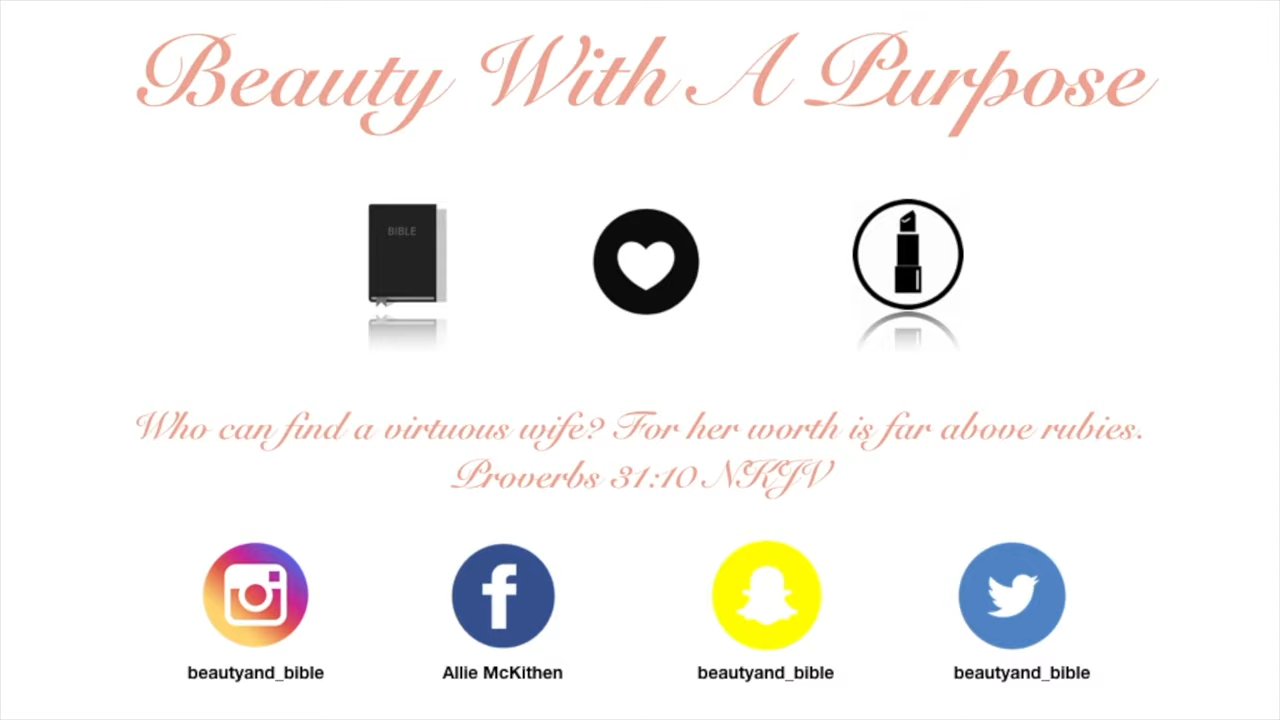 Beauty With A Purpose
BIBLE
Who can find a virtuous wife? For her worth is far above rubies.
Proverbs 31:10 NKJV
beautyand_bible
Allie McKithen
beautyand_bible
beautyand_bible